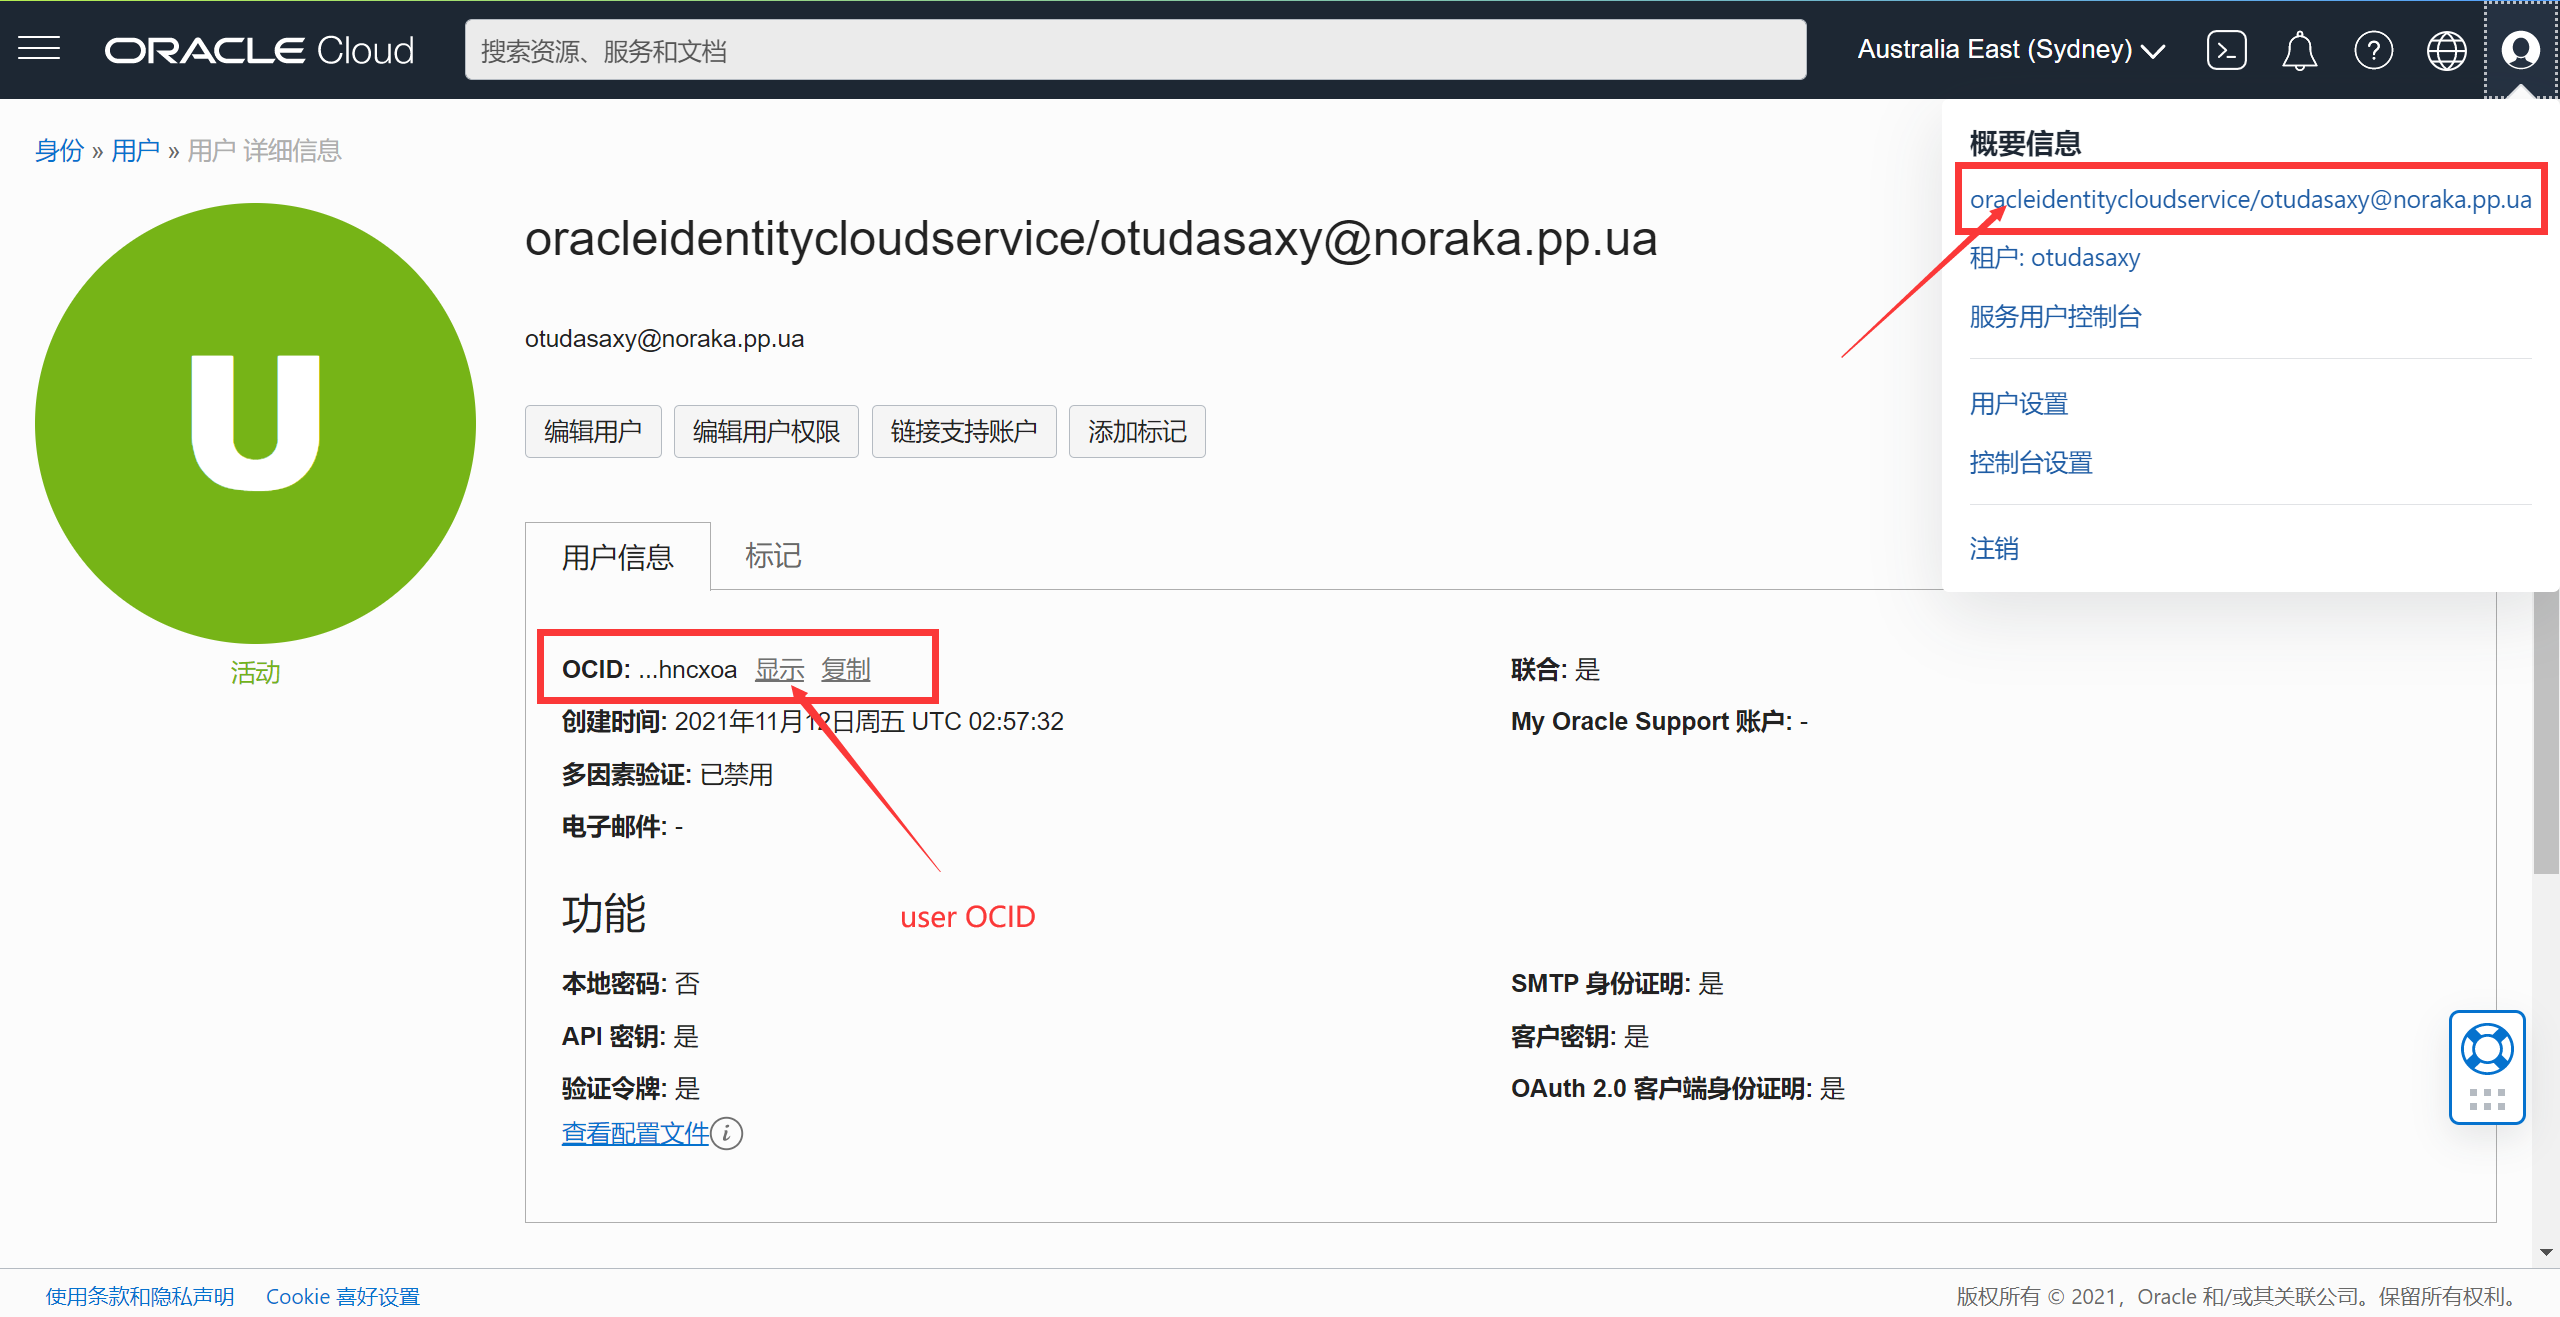 ORACLE Cloud
搜索资源、服务和文档
Australia East (Sydney)
身份 » 用户 » 用户 详细信息
概要信息
oracleidentitycloudservice/otudasaxy@noraka.pp.ua
租户: otudasaxy
服务用户控制台
用户设置
控制台设置
注销
U
活动
oracleidentitycloudservice/otudasaxy@noraka.pp.ua
otudasaxy@noraka.pp.ua
编辑用户 编辑用户权限 链接支持账户 添加标记
用户信息 标记
OCID: ...hncxoa 显示 复制
联合: 是
创建时间: 2021年11月12日周五 UTC 02:57:32
My Oracle Support 账户: -
多因素验证: 已禁用
电子邮件: -
功能
user OCID
本地密码: 否
SMTP 身份证明: 是
API 密钥: 是
客户密钥: 是
验证令牌: 是
OAuth 2.0 客户端身份证明: 是
查看配置文件
使用条款和隐私声明 Cookie 喜好设置
版权所有 © 2021，Oracle 和/或其关联公司。保留所有权利。